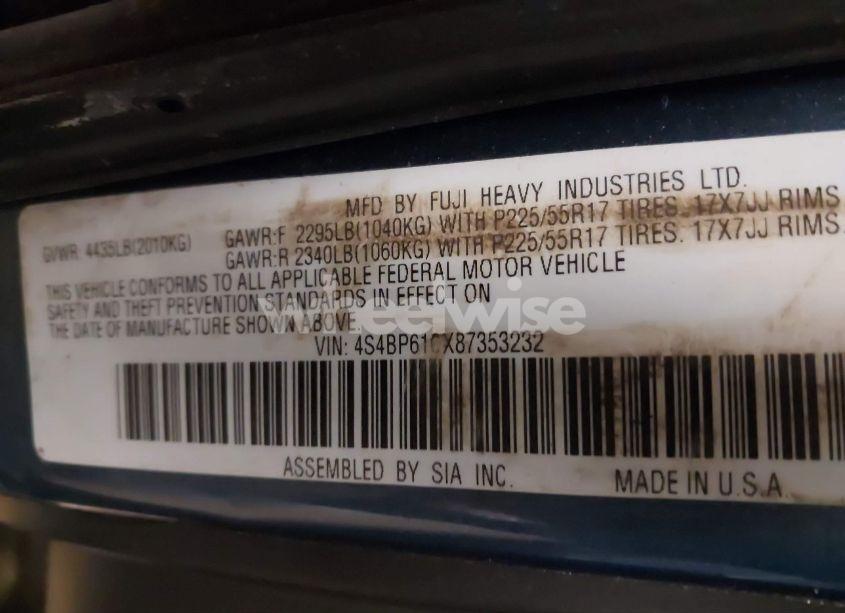 MFD BY FUJI HEAVY INDUSTRIES LTD.
GVWR: 4435LB(2010KG) GAWR:F 2295LB(1040KG) WITH P225/55R17 TIRES. 17X7JJ RIMS
GAWR:R 2340LB(1060KG) WITH P225/55R17 TIRES. 17X7JJ RIMS.
THIS VEHICLE CONFORMS TO ALL APPLICABLE FEDERAL MOTOR VEHICLE
SAFETY AND THEFT PREVENTION STANDARDS IN EFFECT ON
THE DATE OF MANUFACTURE SHOWN ABOVE.
wheelwise
VIN: 4S4BP61CX87353232
ASSEMBLED BY SIA INC. MADE IN U.S.A